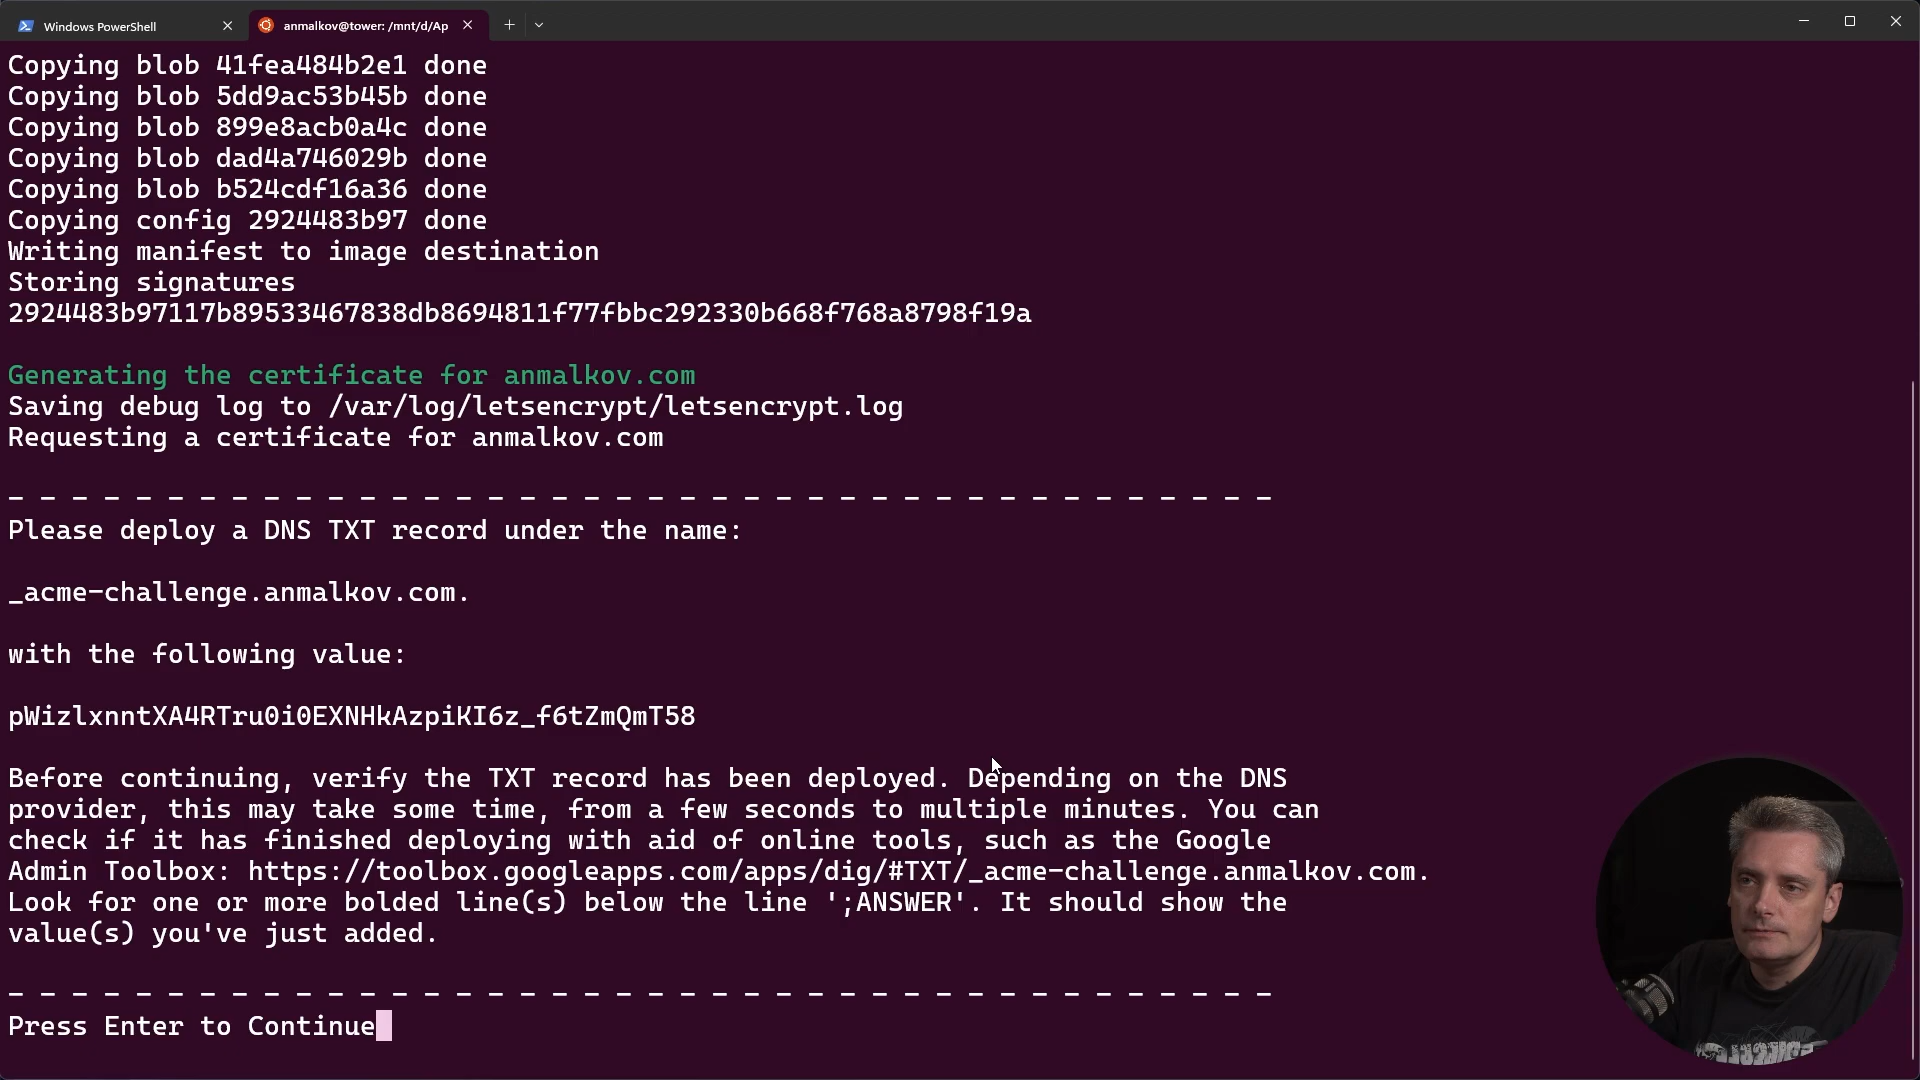 Windows PowerShell
anmalkov@tower: /mnt/d/Ap
Copying blob 41fea484b2e1 done
Copying blob 5dd9ac53b45b done
Copying blob 899e8acb0a4c done
Copying blob dad4a746029b done
Copying blob b524cdf16a36 done
Copying config 2924483b97 done
Writing manifest to image destination
Storing signatures
2924483b97117b89533467838db8694811f77fbbc292330b668f768a8798f19a
Generating the certificate for anmalkov.com
Saving debug log to /var/log/letsencrypt/letsencrypt.log
Requesting a certificate for anmalkov.com
- - - - - - - - - - - - - - - - - - - - - - - - - - - - - - - - - - - - - - - -
Please deploy a DNS TXT record under the name:
_acme-challenge.anmalkov.com.
with the following value:
pWizlxnntXA4RTru0i0EXNHkAzpiKI6z_f6tZmQmT58
Before continuing, verify the TXT record has been deployed. Depending on the DNS
provider, this may take some time, from a few seconds to multiple minutes. You can
check if it has finished deploying with aid of online tools, such as the Google
Admin Toolbox: https://toolbox.googleapps.com/apps/dig/#TXT/_acme-challenge.anmalkov.com.
Look for one or more bolded line(s) below the line ';ANSWER'. It should show the
value(s) you've just added.
- - - - - - - - - - - - - - - - - - - - - - - - - - - - - - - - - - - - - - - -
Press Enter to Continue